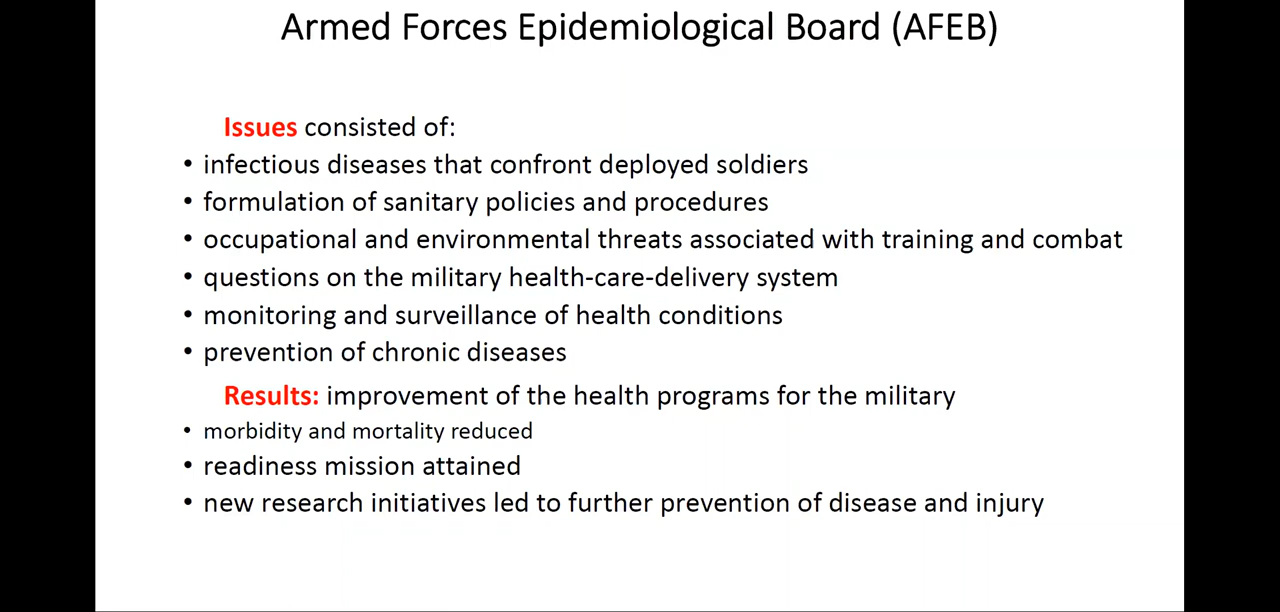 Armed Forces Epidemiological Board (AFEB)
Issues consisted of:
• infectious diseases that confront deployed soldiers
• formulation of sanitary policies and procedures
• occupational and environmental threats associated with training and combat
• questions on the military health-care-delivery system
• monitoring and surveillance of health conditions
• prevention of chronic diseases
Results: improvement of the health programs for the military
• morbidity and mortality reduced
• readiness mission attained
• new research initiatives led to further prevention of disease and injury